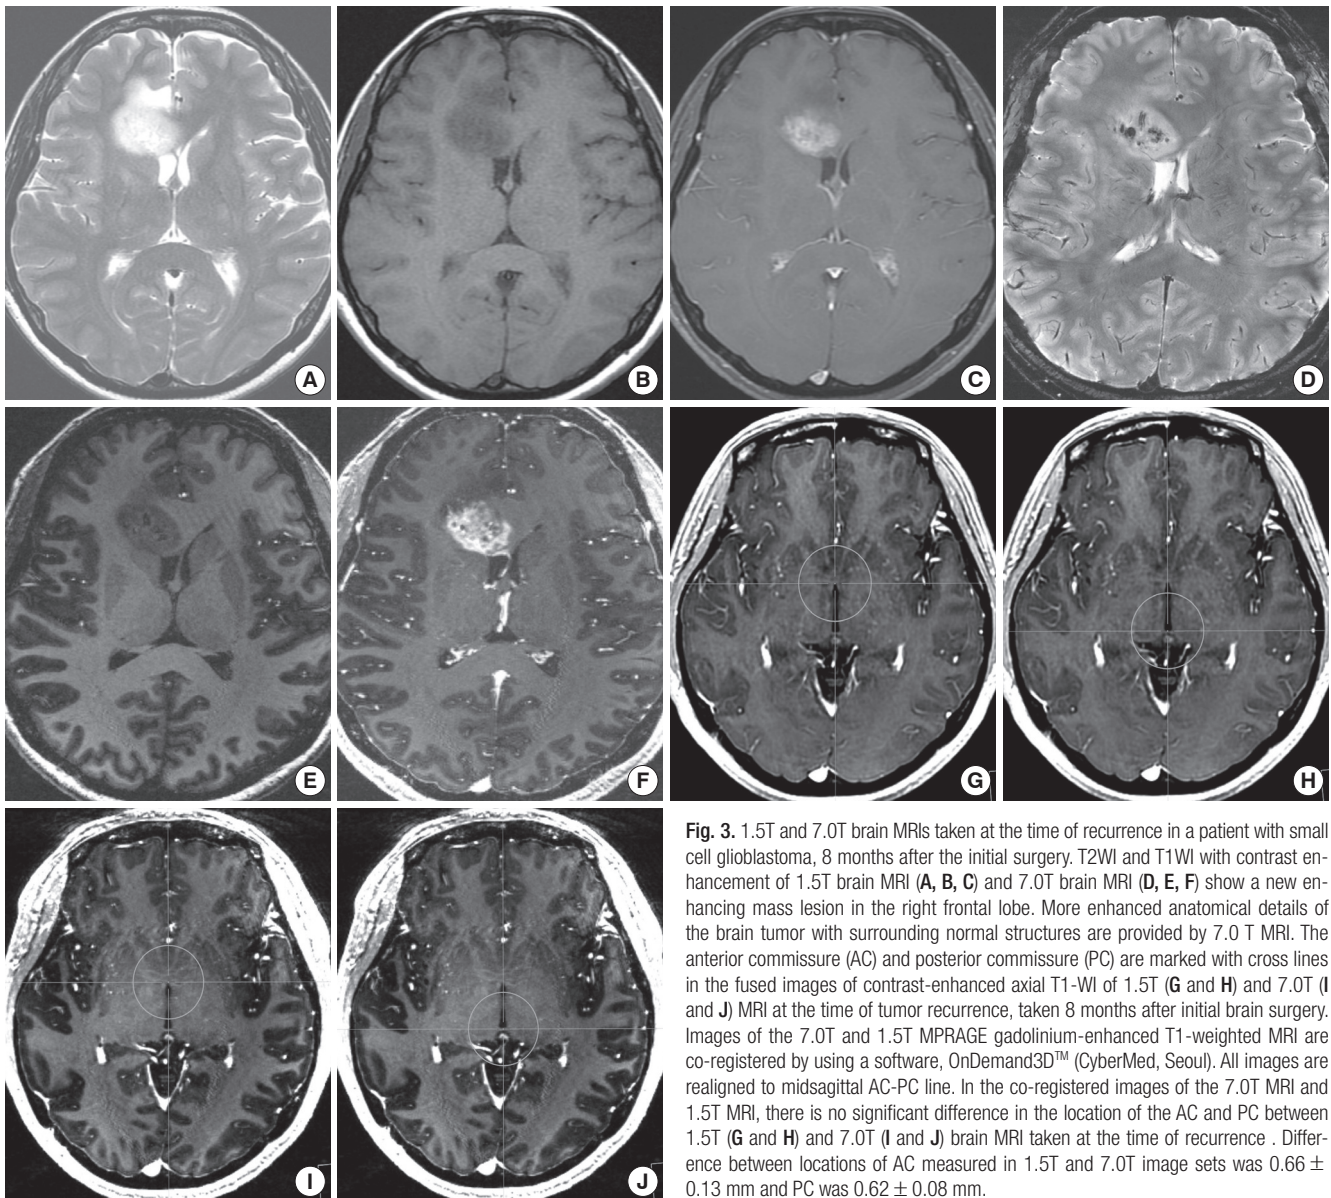 A
B
C
D
E
F
G
H
Fig. 3. 1.5T and 7.0T brain MRIs taken at the time of recurrence in a patient with small
cell glioblastoma, 8 months after the initial surgery. T2WI and T1WI with contrast en-
hancement of 1.5T brain MRI (A, B, C) and 7.0T brain MRI (D, E, F) show a new en-
hancing mass lesion in the right frontal lobe. More enhanced anatomical details of
the brain tumor with surrounding normal structures are provided by 7.0 T MRI. The
anterior commissure (AC) and posterior commissure (PC) are marked with cross lines
in the fused images of contrast-enhanced axial T1-WI of 1.5T (G and H) and 7.0T (I
and J) MRI at the time of tumor recurrence, taken 8 months after initial brain surgery.
Images of the 7.0T and 1.5T MPRAGE gadolinium-enhanced T1-weighted MRI are
co-registered by using a software, OnDemand3D™ (CyberMed, Seoul). All images are
realigned to midsagittal AC-PC line. In the co-registered images of the 7.0T MRI and
1.5T MRI, there is no significant difference in the location of the AC and PC between
1.5T (G and H) and 7.0T (I and J) brain MRI taken at the time of recurrence . Differ-
ence between locations of AC measured in 1.5T and 7.0T image sets was 0.66 ±
0.13 mm and PC was 0.62 ± 0.08 mm.
I
J